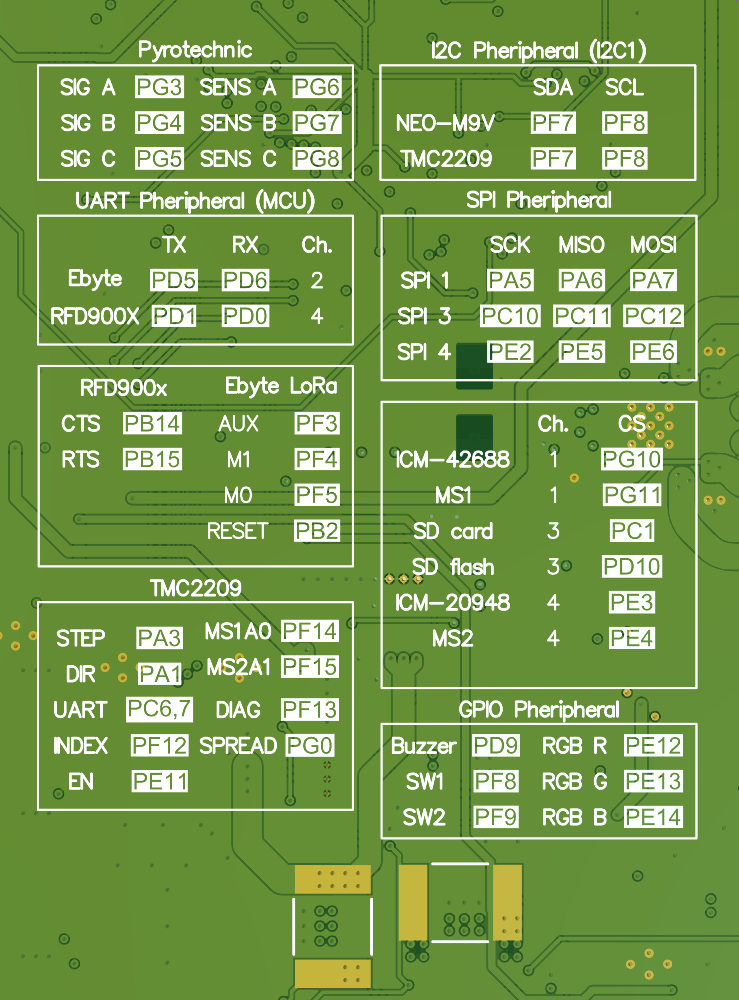 Pyrotechnic
SIG A PG3 SENS A PG6
SIG B PG4 SENS B PG7
SIG C PG5 SENS C PG8
I2C Pheripheral (I2C1)
SDA SCL
NEO-M9V PF7 PF8
TMC2209 PF7 PF8
UART Pheripheral (MCU)
TX RX Ch.
Ebyte PD5 PD6 2
RFD900X PD1 PD0 4
SPI Pheripheral
SCK MISO MOSI
SPI 1 PA5 PA6 PA7
SPI 3 PC10 PC11 PC12
SPI 4 PE2 PE5 PE6
RFD900x Ebyte LoRa
CTS PB14 AUX PF3
RTS PB15 M1 PF4
M0 PF5
RESET PB2
Ch. CS
ICM-42688 1 PG10
MS1 1 PG11
SD card 3 PC1
SD flash 3 PD10
ICM-20948 4 PE3
MS2 4 PE4
TMC2209
STEP PA3 MS1A0 PF14
DIR PA1 MS2A1 PF15
UART PC6,7 DIAG PF13
INDEX PF12 SPREAD PG0
EN PE11
GPIO Pheripheral
Buzzer PD9 RGB R PE12
SW1 PF8 RGB G PE13
SW2 PF9 RGB B PE14